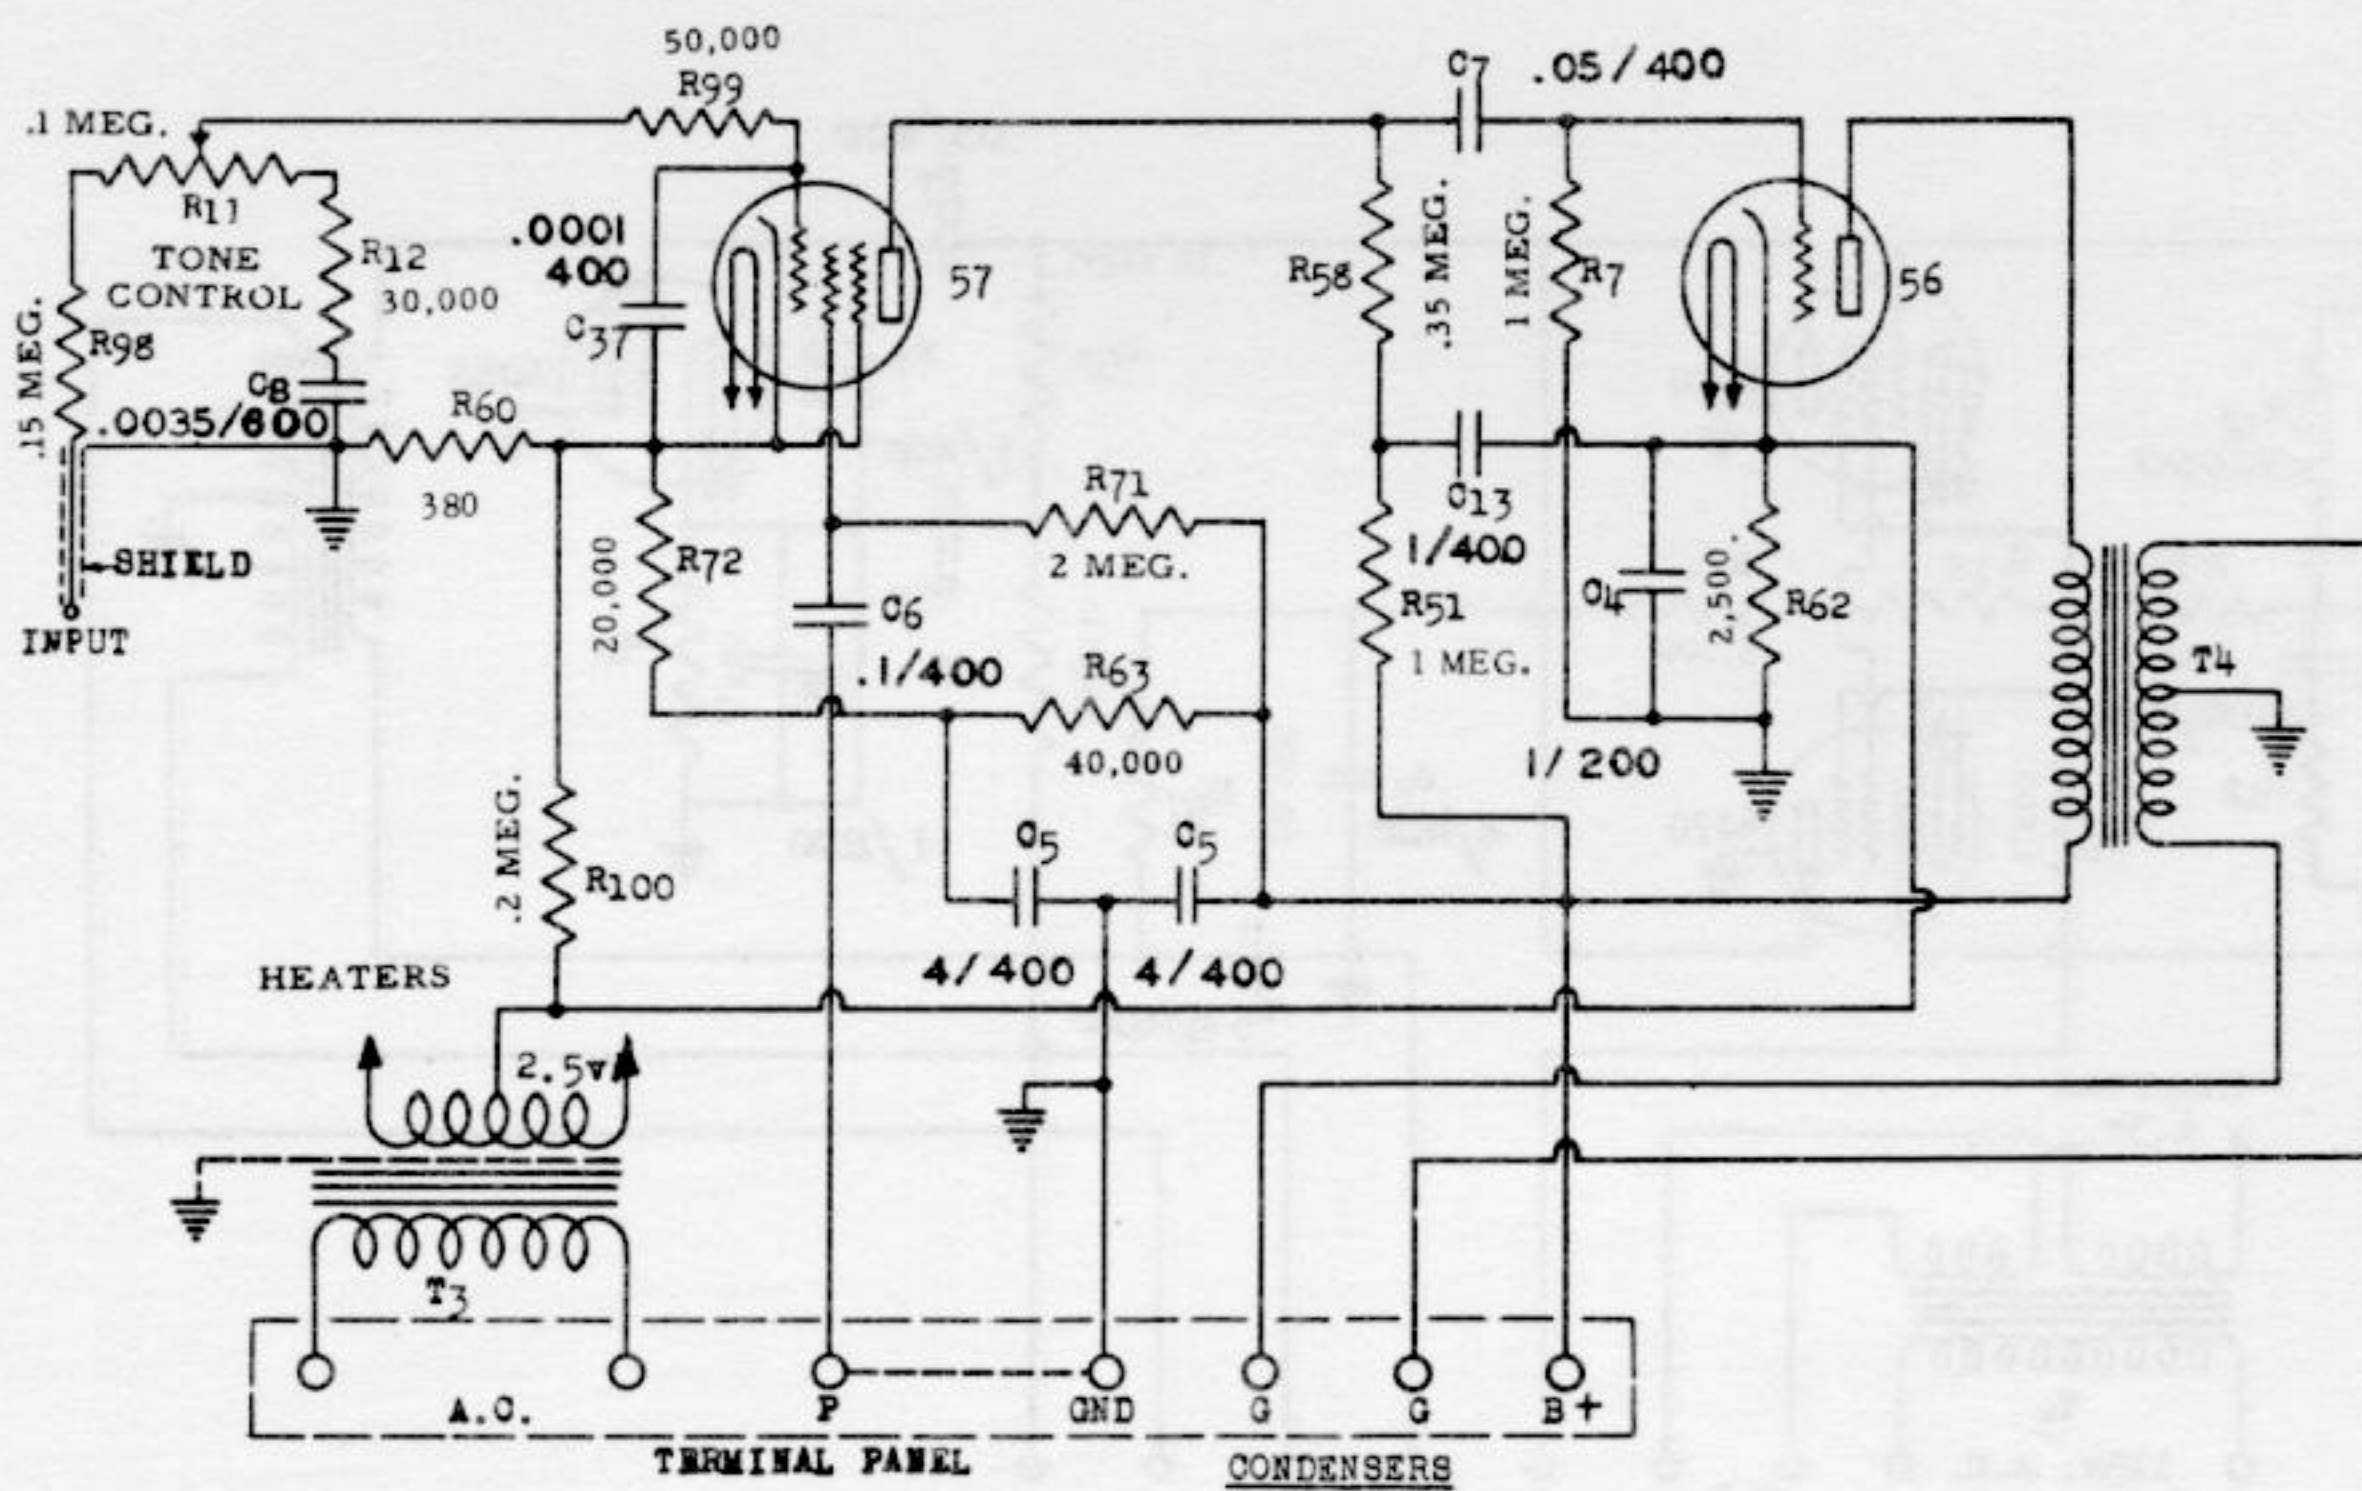 50,000
R99
C7 .05/400
.1 MEG.
R11
TONE
CONTROL
R12
30,000
.0001
400
C37
57
R58
.35 MEG.
1 MEG.
R7
56
.15 MEG.
R98
C8
.0035/600
R60
380
SHIELD
INPUT
R72
20,000
R71
2 MEG.
C6
.1/400
R63
40,000
C13
1/400
R51
1 MEG.
C4
2,500.
R62
1/200
T4
.2 MEG.
R100
C5
C5
4/400
4/400
HEATERS
2.5v
T3
A.C.
P
GND
G
G
B+
TERMINAL PANEL
CONDENSERS